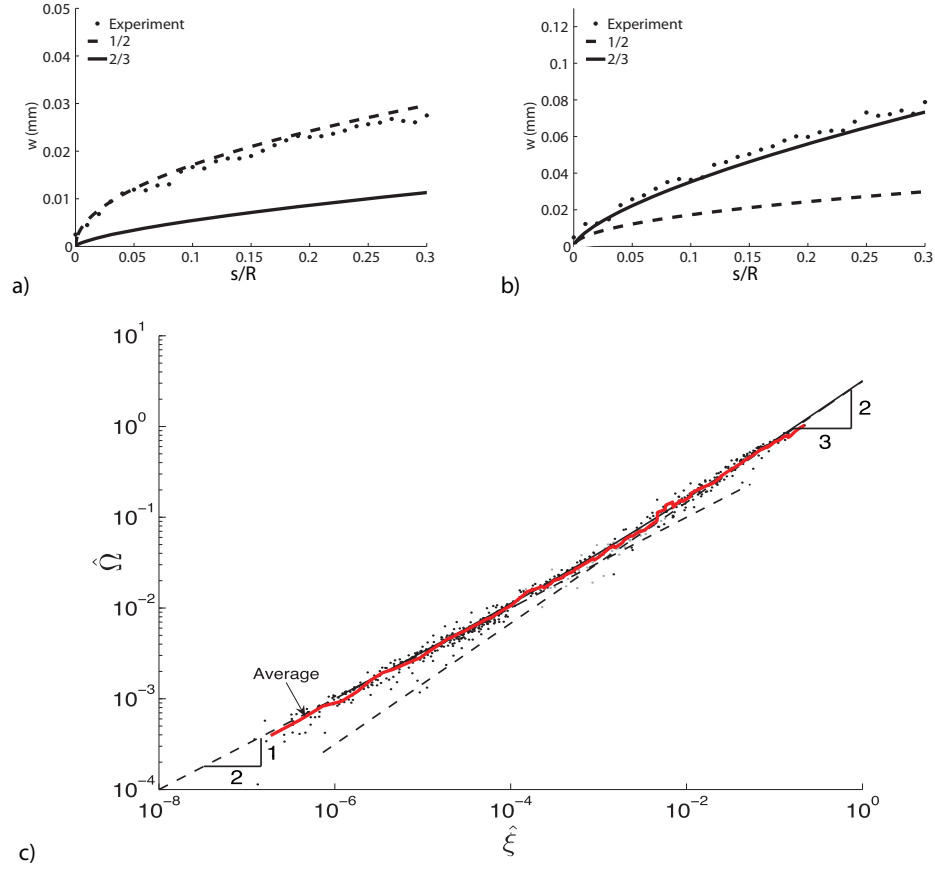 0.05
0.04
0.03
0.02
0.01
0
w (mm)
• Experiment
1/2
2/3
0 0.05 0.1 0.15 0.2 0.25 0.3
s/R
a)
0.12
0.1
0.08
0.06
0.04
0.02
0
w (mm)
• Experiment
1/2
2/3
0 0.05 0.1 0.15 0.2 0.25 0.3
s/R
b)
10^1
10^0
10^-1
10^-2
10^-3
10^-4
Ω̂
2
3
Average
1
2
10^-8 10^-6 10^-4 10^-2 10^0
ξ̂
c)